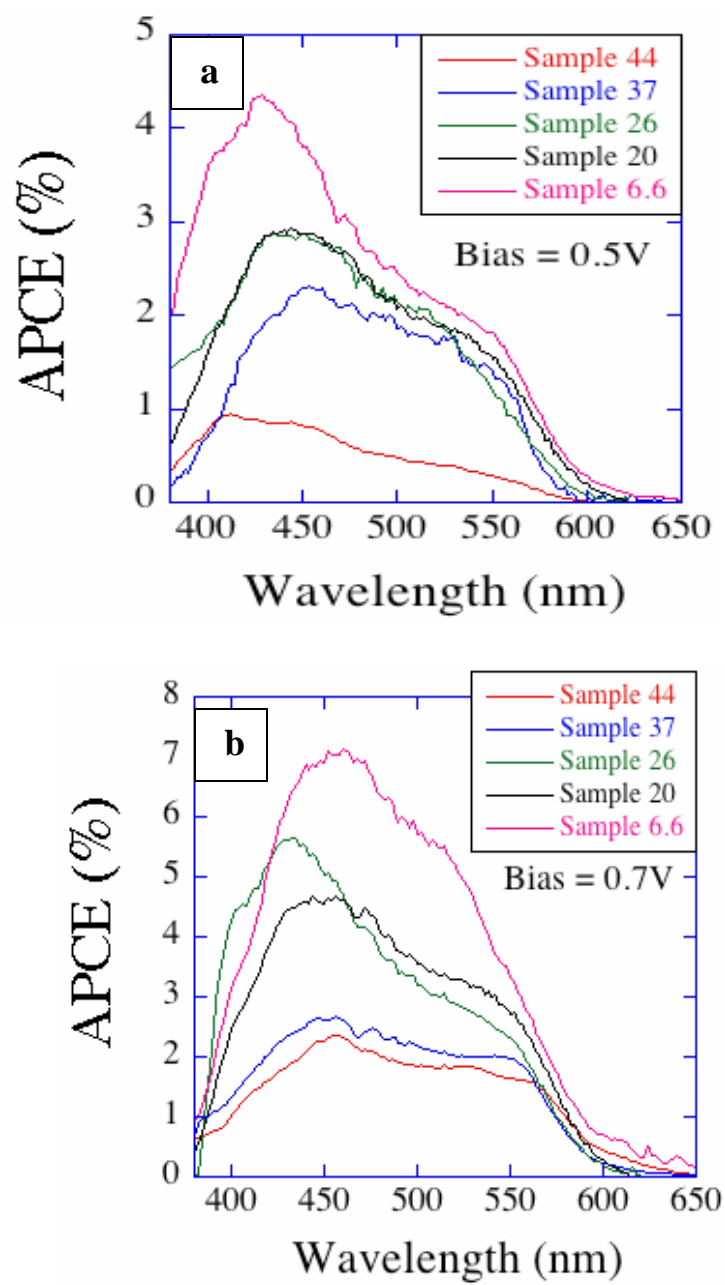 a
5
4
3
2
1
0
APCE (%)
Sample 44
Sample 37
Sample 26
Sample 20
Sample 6.6
Bias = 0.5V
400 450 500 550 600 650
Wavelength (nm)
b
8
7
6
5
4
3
2
1
0
APCE (%)
Sample 44
Sample 37
Sample 26
Sample 20
Sample 6.6
Bias = 0.7V
400 450 500 550 600 650
Wavelength (nm)